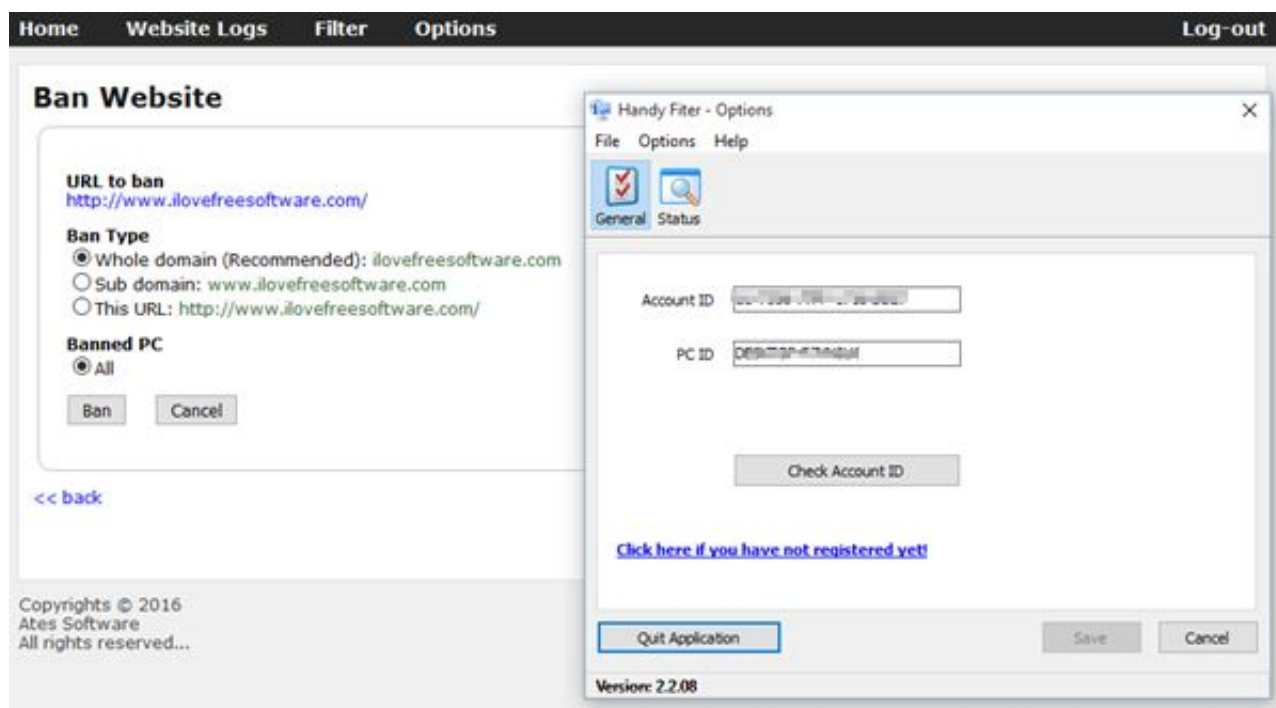 Home Website Logs Filter Options Log-out
Ban Website
URL to ban
http://www.ilovefreesoftware.com/
Ban Type
Whole domain (Recommended): ilovefreesoftware.com
Sub domain: www.ilovefreesoftware.com
This URL: http://www.ilovefreesoftware.com/
Banned PC
All
Ban Cancel
<< back
Copyrights © 2016
Ates Software
All rights reserved...
Handy Fiter - Options
File Options Help
General Status
Account ID
PC ID
Check Account ID
Click here if you have not registered yet!
Quit Application Save Cancel
Version: 2.2.08